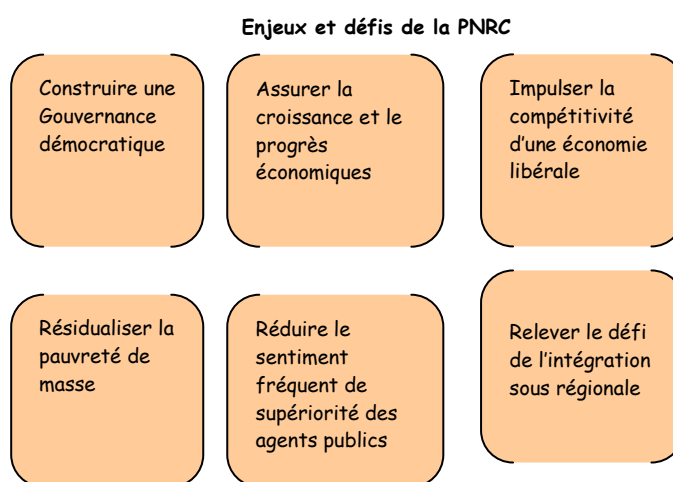 Enjeux et défis de la PNRC
Construire une
Gouvernance
démocratique
Assurer la
croissance et le
progrès
économiques
Impulser la
compétitivité
d'une économie
libérale
Résidualiser la
pauvreté de
masse
Réduire le
sentiment
fréquent de
supériorité des
agents publics
Relever le défi
de l'intégration
sous régionale